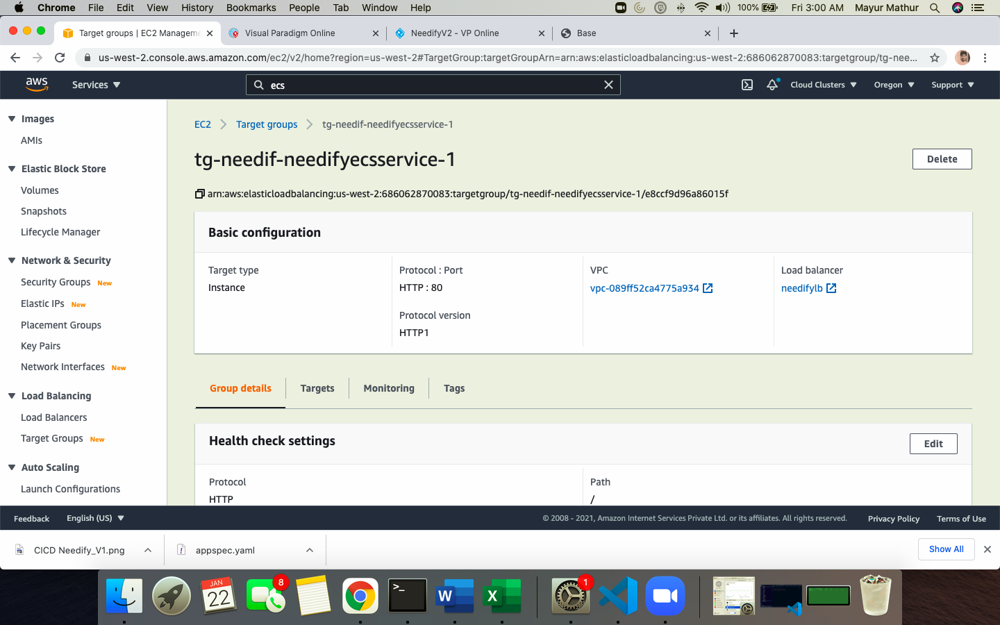 Chrome File Edit View History Bookmarks People Tab Window Help 100% Fri 3:00 AM Mayur Mathur
Target groups | EC2 Manageme Visual Paradigm Online NeedifyV2 - VP Online Base
us-west-2.console.aws.amazon.com/ec2/v2/home?region=us-west-2#TargetGroup:targetGroupArn=arn:aws:elasticloadbalancing:us-west-2:686062870083:targetgroup/tg-nee...
aws Services ecs Cloud Clusters Oregon Support
Images
AMIs
Elastic Block Store
Volumes
Snapshots
Lifecycle Manager
Network & Security
Security Groups New
Elastic IPs New
Placement Groups
Key Pairs
Network Interfaces New
Load Balancing
Load Balancers
Target Groups New
Auto Scaling
Launch Configurations
EC2 Target groups tg-needif-needifyecsservice-1
tg-needif-needifyecsservice-1
Delete
arn:aws:elasticloadbalancing:us-west-2:686062870083:targetgroup/tg-needif-needifyecsservice-1/e8ccf9d96a86015f
Basic configuration
Target type
Instance
Protocol : Port
HTTP : 80
Protocol version
HTTP1
VPC
vpc-089ff52ca4775a934
Load balancer
needifylb
Group details Targets Monitoring Tags
Health check settings
Edit
Protocol
HTTP
Path
/
Feedback English (US) © 2008 - 2021, Amazon Internet Services Private Ltd. or its affiliates. All rights reserved. Privacy Policy Terms of Use
CICD Needify_V1.png appspec.yaml Show All
JAN
22
8
>_
W
X
1